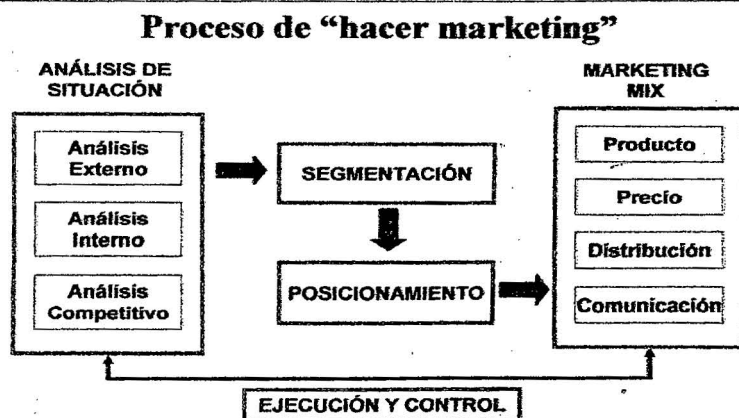 Proceso de “hacer marketing”
ANÁLISIS DE
SITUACIÓN
Análisis
Externo
Análisis
Interno
Análisis
Competitivo
SEGMENTACIÓN
POSICIONAMIENTO
MARKETING
MIX
Producto
Precio
Distribución
Comunicación
EJECUCIÓN Y CONTROL